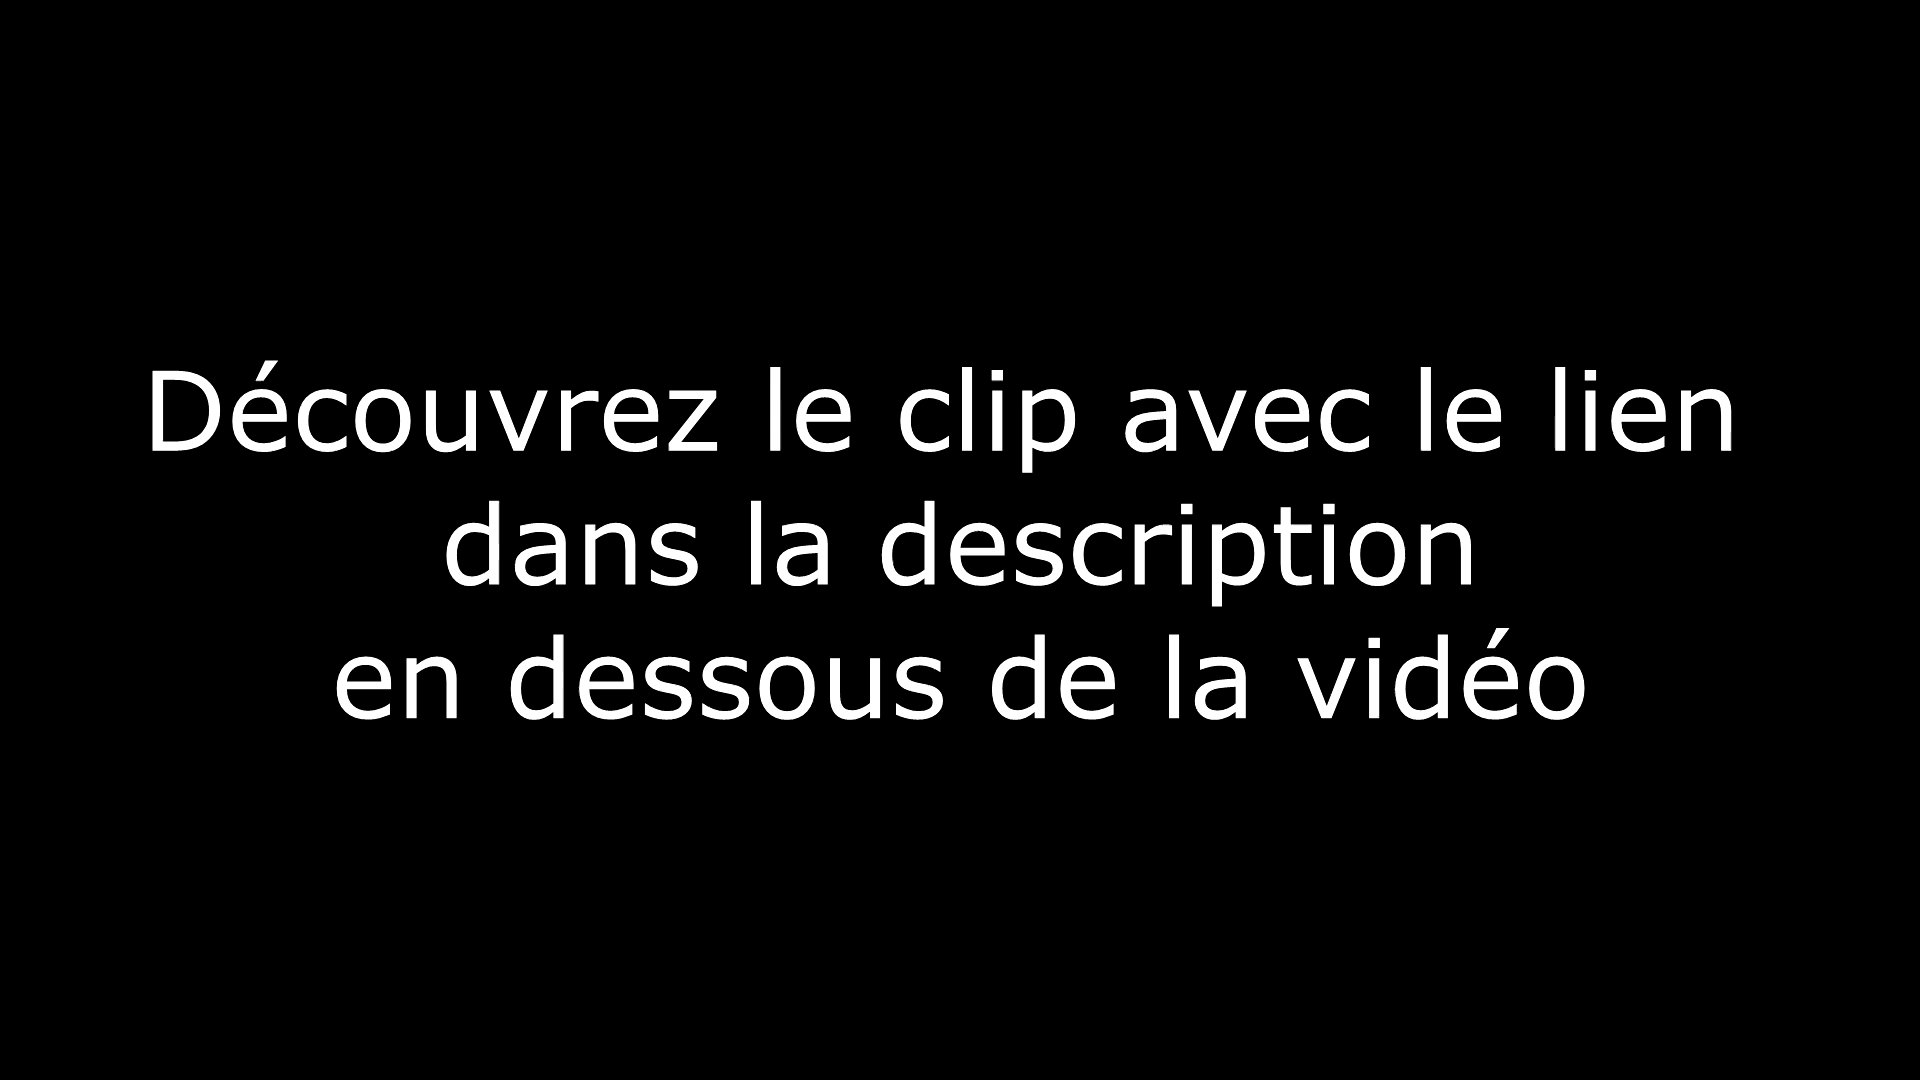 Découvrez le clip avec le lien
dans la description
en dessous de la vidéo